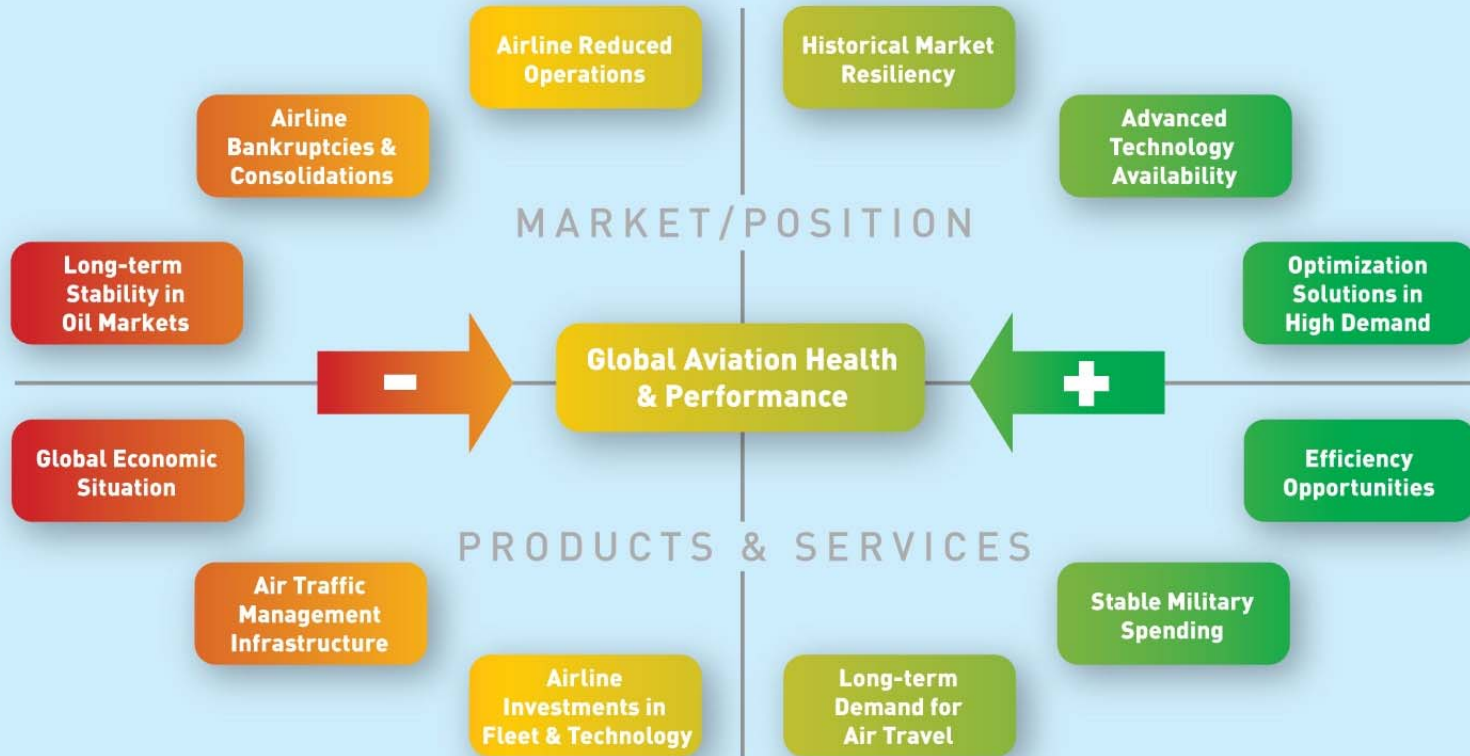 Airline Reduced
Operations
Historical Market
Resiliency
Airline
Bankruptcies &
Consolidations
Advanced
Technology
Availability
MARKET/POSITION
Long-term
Stability in
Oil Markets
Optimization
Solutions in
High Demand
-
Global Aviation Health
& Performance
+
Global Economic
Situation
Efficiency
Opportunities
PRODUCTS & SERVICES
Air Traffic
Management
Infrastructure
Stable Military
Spending
Airline
Investments in
Fleet & Technology
Long-term
Demand for
Air Travel